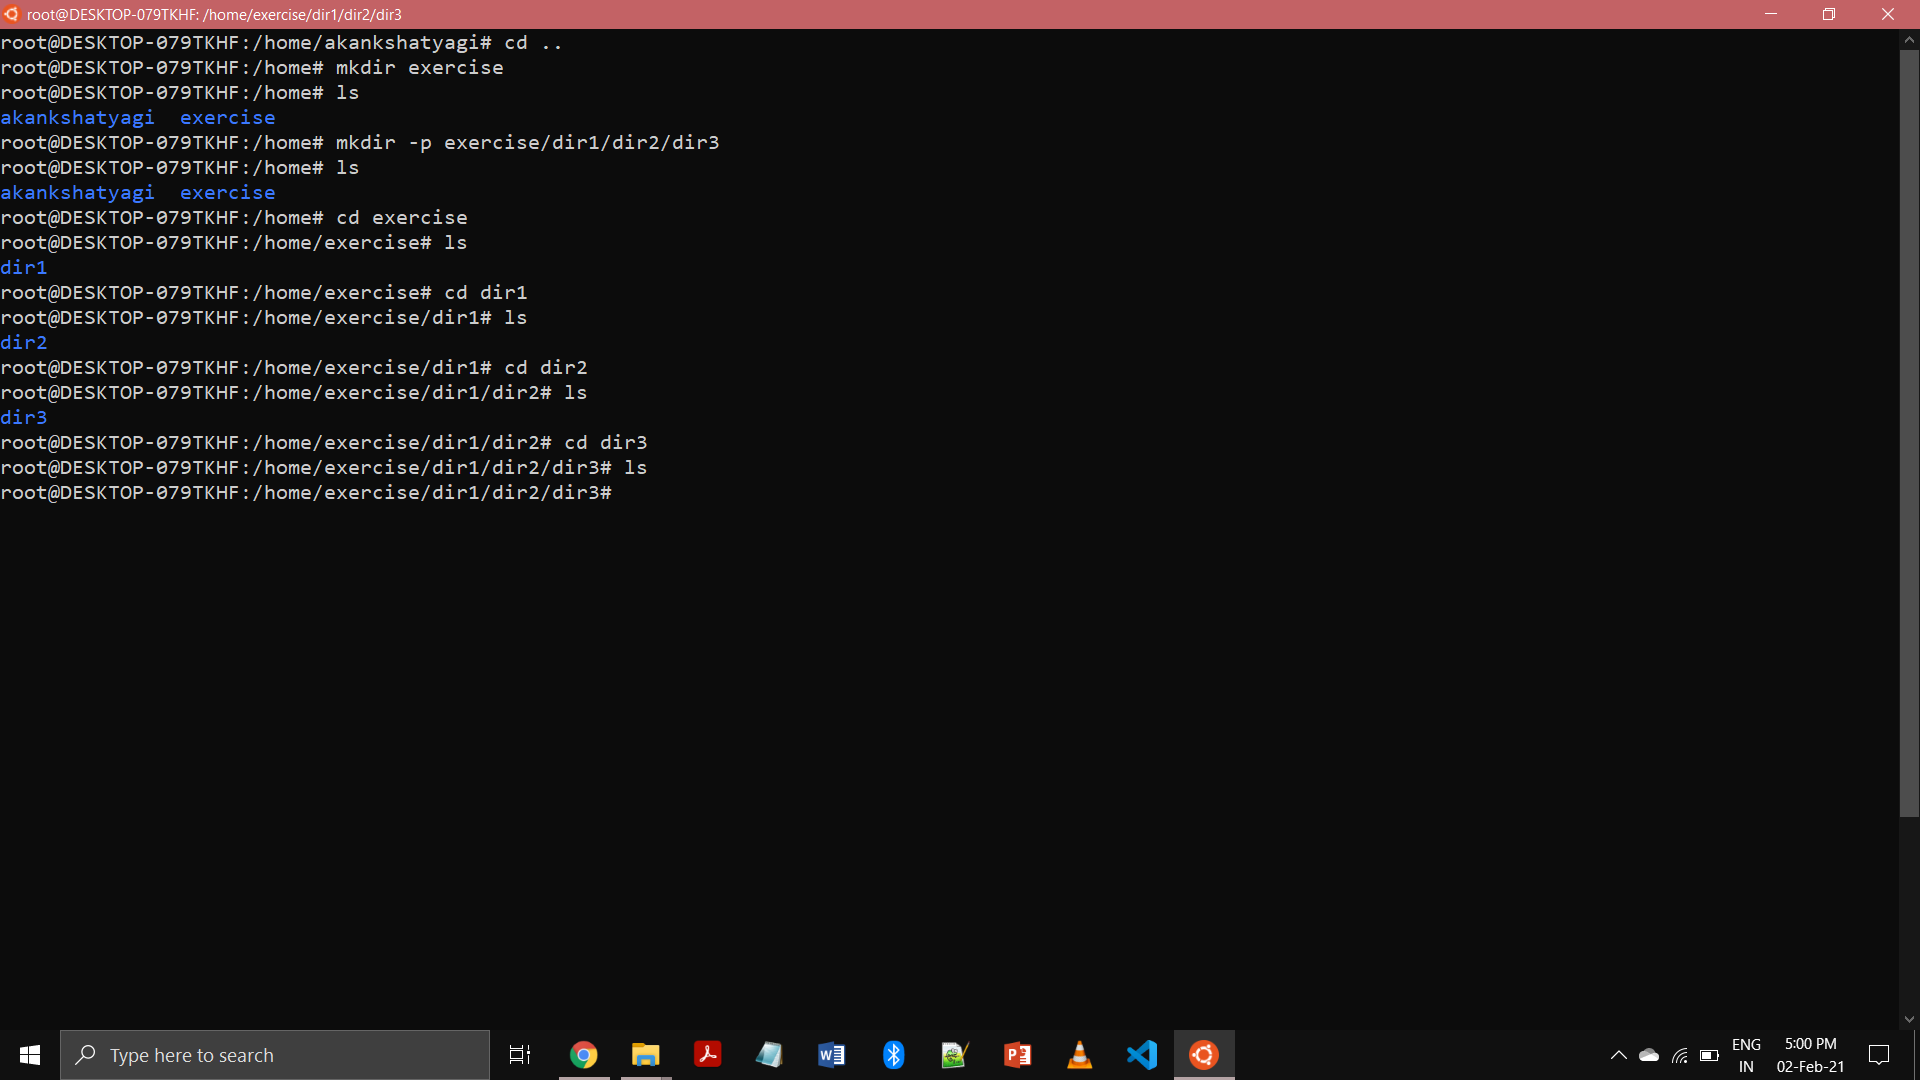 root@DESKTOP-079TKHF: /home/exercise/dir1/dir2/dir3
root@DESKTOP-079TKHF:/home/akankshatyagi# cd ..
root@DESKTOP-079TKHF:/home# mkdir exercise
root@DESKTOP-079TKHF:/home# ls
akankshatyagi  exercise
root@DESKTOP-079TKHF:/home# mkdir -p exercise/dir1/dir2/dir3
root@DESKTOP-079TKHF:/home# ls
akankshatyagi  exercise
root@DESKTOP-079TKHF:/home# cd exercise
root@DESKTOP-079TKHF:/home/exercise# ls
dir1
root@DESKTOP-079TKHF:/home/exercise# cd dir1
root@DESKTOP-079TKHF:/home/exercise/dir1# ls
dir2
root@DESKTOP-079TKHF:/home/exercise/dir1# cd dir2
root@DESKTOP-079TKHF:/home/exercise/dir1/dir2# ls
dir3
root@DESKTOP-079TKHF:/home/exercise/dir1/dir2# cd dir3
root@DESKTOP-079TKHF:/home/exercise/dir1/dir2/dir3# ls
root@DESKTOP-079TKHF:/home/exercise/dir1/dir2/dir3#
Type here to search
ENG
IN
5:00 PM
02-Feb-21